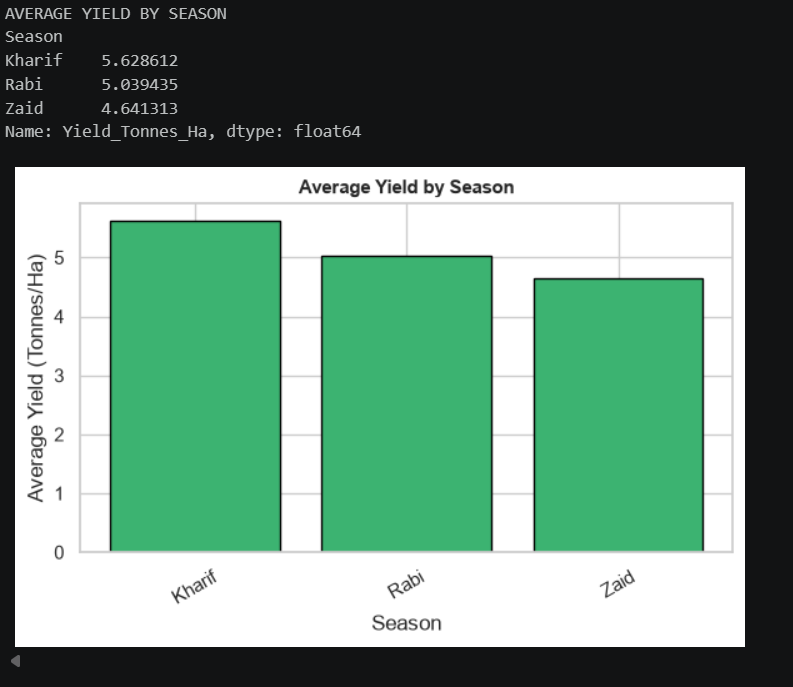 AVERAGE YIELD BY SEASON
Season
Kharif    5.628612
Rabi      5.039435
Zaid      4.641313
Name: Yield_Tonnes_Ha, dtype: float64
Average Yield by Season
Average Yield (Tonnes/Ha)
5
4
3
2
1
0
Kharif Rabi Zaid
Season